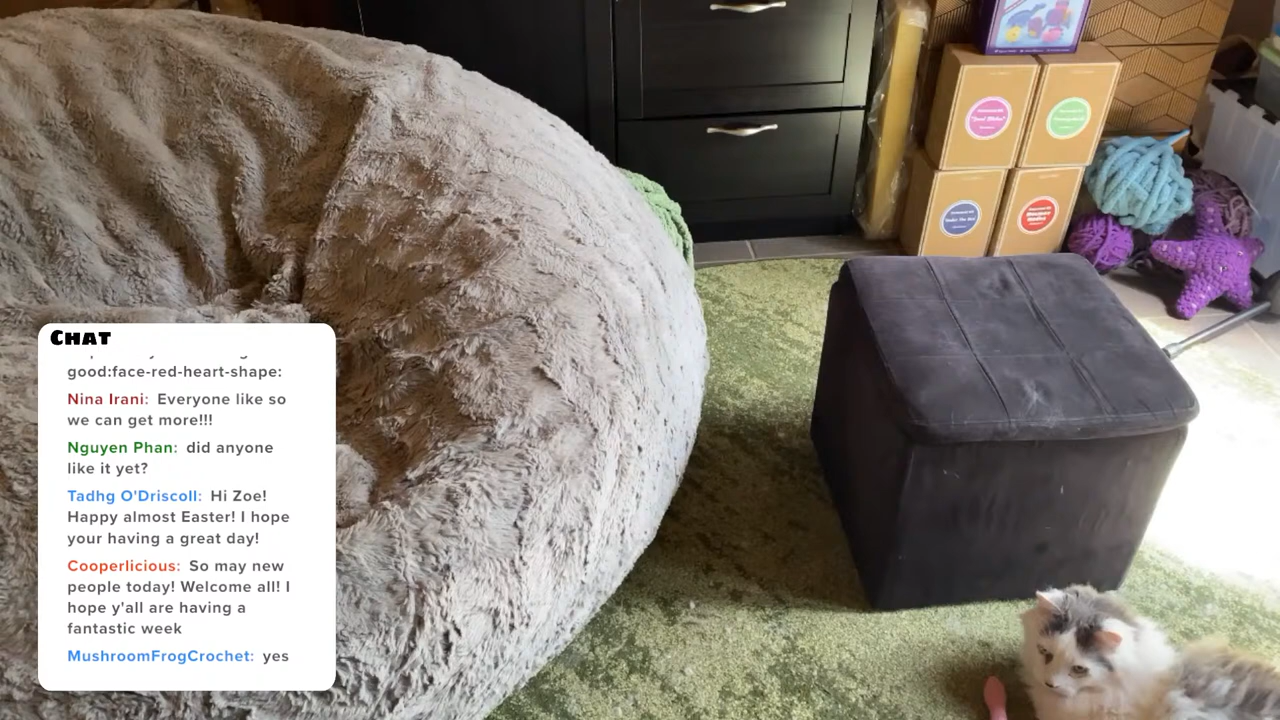 CHAT
good:face-red-heart-shape:
Nina Irani: Everyone like so
we can get more!!!
Nguyen Phan: did anyone
like it yet?
Tadhg O'Driscoll: Hi Zoe!
Happy almost Easter! I hope
your having a great day!
Cooperlicious: So may new
people today! Welcome all! I
hope y'all are having a
fantastic week
MushroomFrogCrochet: yes